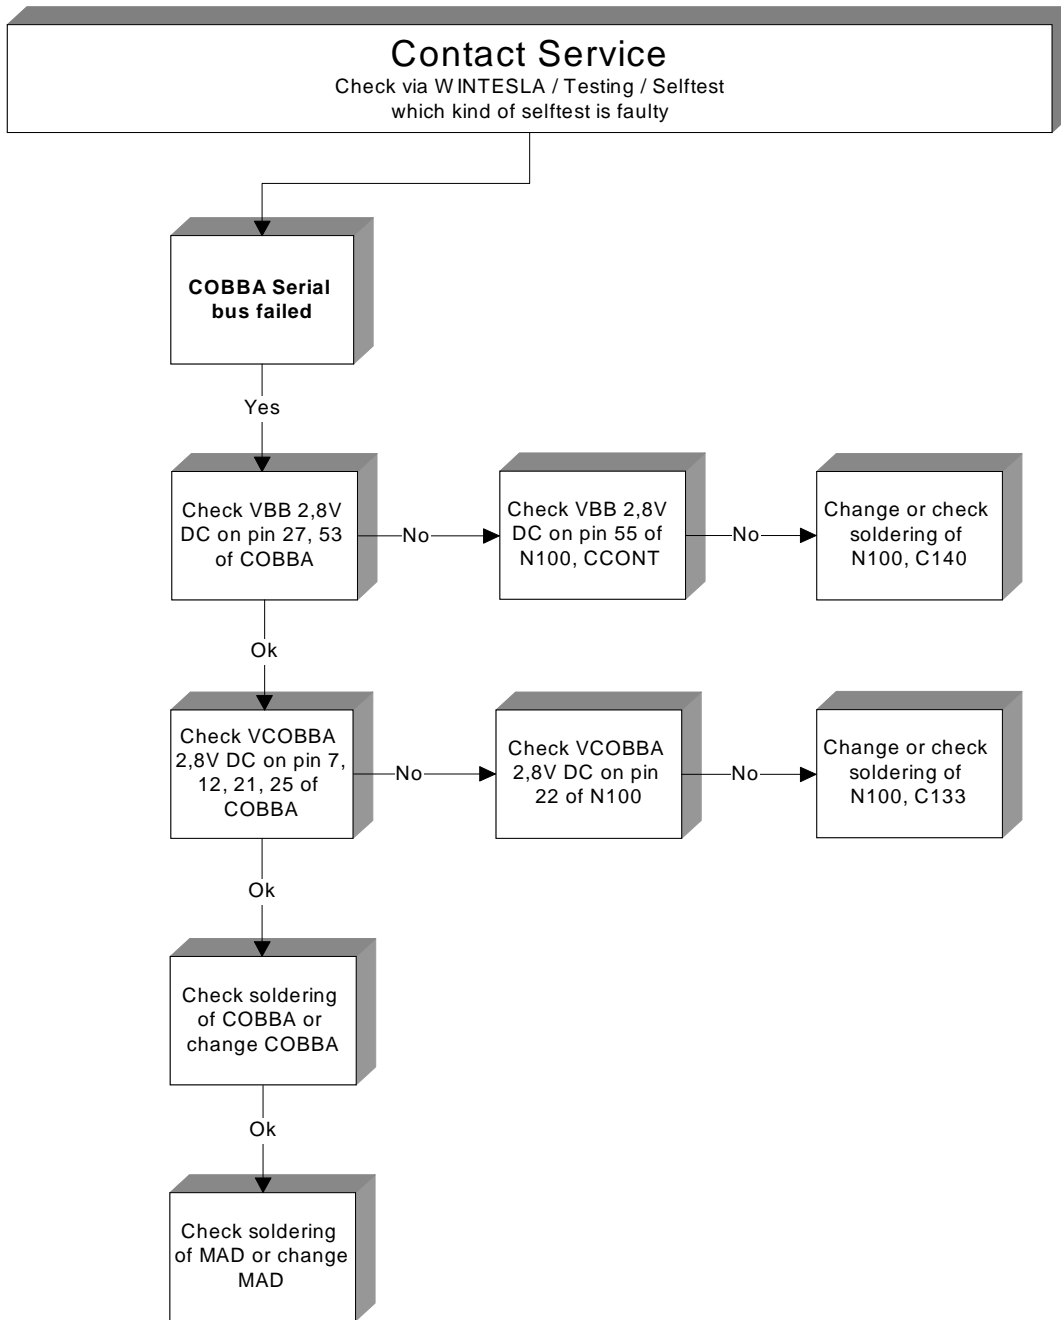 Contact Service
Check via WINTESLA / Testing / Selftest
which kind of selftest is faulty
COBBA Serial
bus failed
Yes
Check VBB 2,8V
DC on pin 27, 53
of COBBA
No
Check VBB 2,8V
DC on pin 55 of
N100, CCONT
No
Change or check
soldering of
N100, C140
Ok
Check VCOBBA
2,8V DC on pin 7,
12, 21, 25 of
COBBA
No
Check VCOBBA
2,8V DC on pin
22 of N100
No
Change or check
soldering of
N100, C133
Ok
Check soldering
of COBBA or
change COBBA
Ok
Check soldering
of MAD or change
MAD